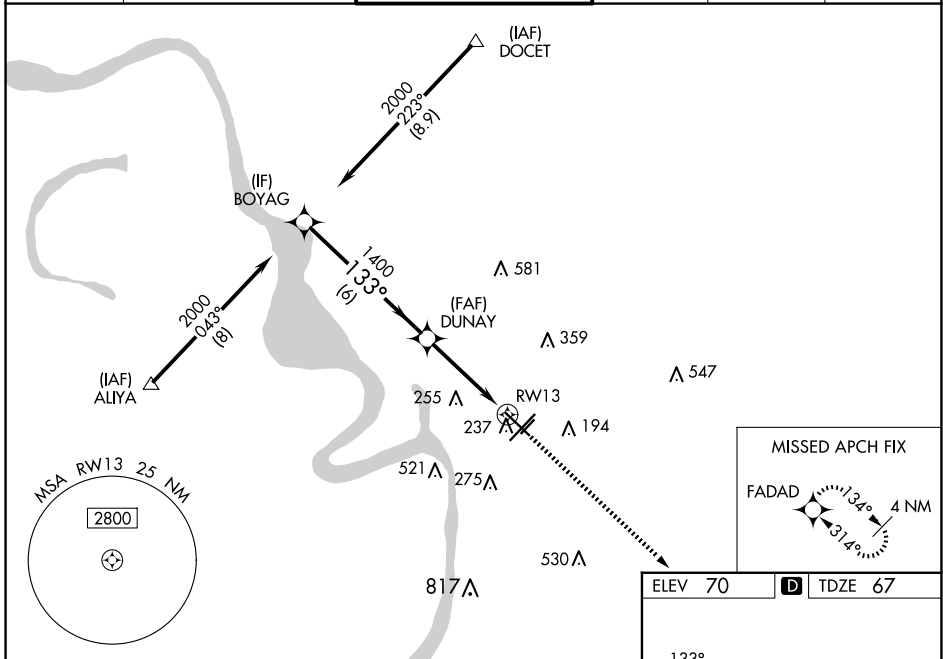 (IAF)
DOCET
2000
223°
(8.9)
(IF)
BOYAG
1400
133°
(6)
581
(FAF)
DUNAY
359
547
2000
043°
(8)
(IAF)
ALIYA
255
RW13
237
194
521
275
MISSED APCH FIX
FADAD
134°
4 NM
314°
MSA RW13 25 NM
2800
530
817
ELEV 70
D
TDZE 67
133°